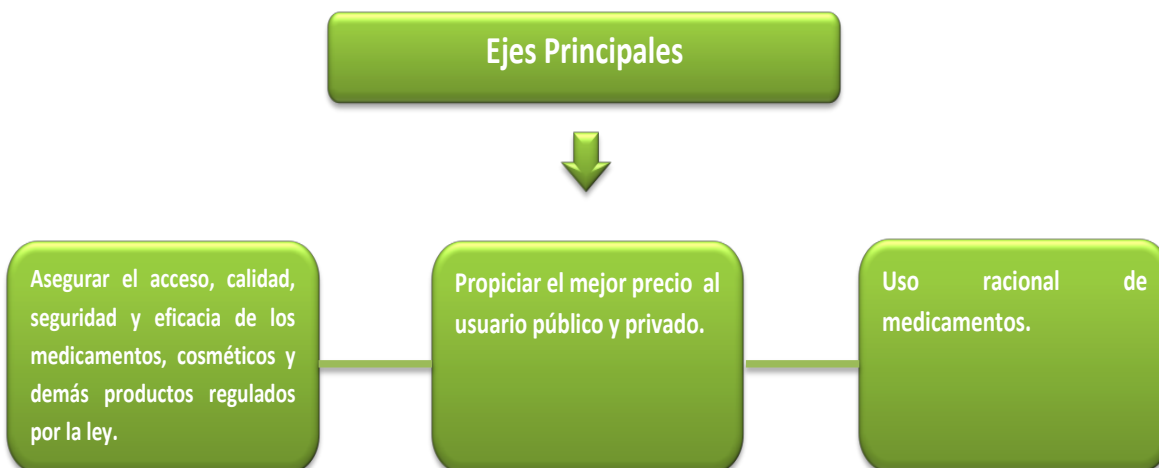 Ejes Principales
Asegurar el acceso, calidad,
seguridad y eficacia de los
medicamentos, cosméticos y
demás productos regulados
por la ley.
Propiciar el mejor precio al
usuario público y privado.
Uso racional de
medicamentos.